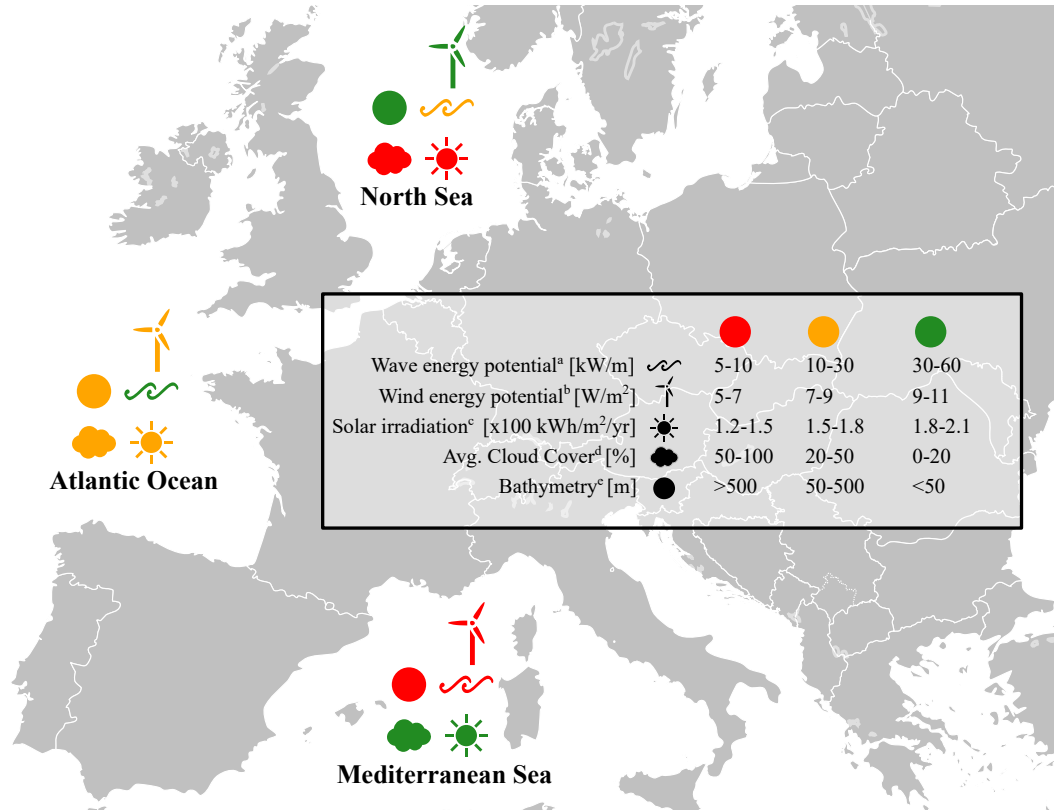 North Sea
Wave energy potentialᵃ [kW/m] 5-10 10-30 30-60
Wind energy potentialᵇ [W/m²] 5-7 7-9 9-11
Solar irradiationᶜ [x100 kWh/m²/yr] 1.2-1.5 1.5-1.8 1.8-2.1
Avg. Cloud Coverᵈ [%] 50-100 20-50 0-20
Bathymetryᵉ [m] >500 50-500 <50
Atlantic Ocean
Mediterranean Sea